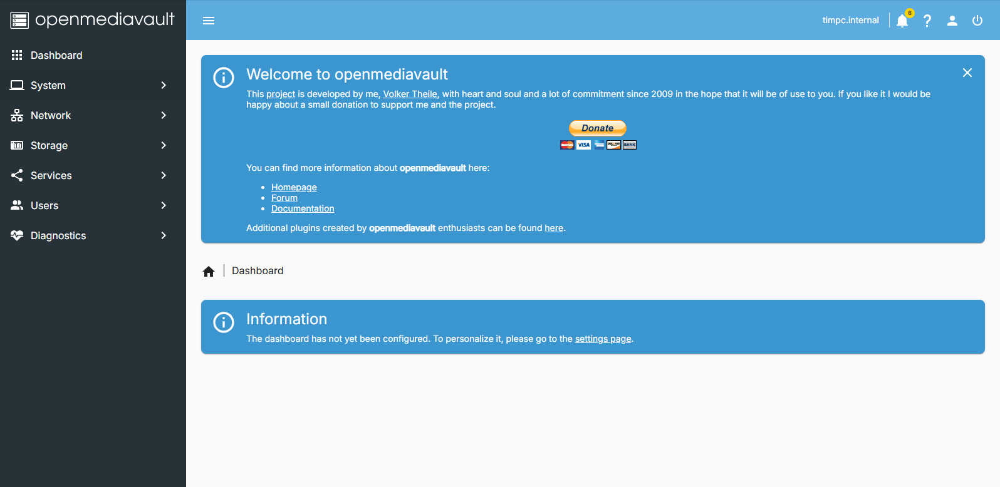 openmediavault
timpc.internal
6
Dashboard
System
Network
Storage
Services
Users
Diagnostics
Welcome to openmediavault
This project is developed by me, Volker Theile, with heart and soul and a lot of commitment since 2009 in the hope that it will be of use to you. If you like it I would be
happy about a small donation to support me and the project.
Donate
VISA
DISCOVER
BANK
You can find more information about openmediavault here:
Homepage
Forum
Documentation
Additional plugins created by openmediavault enthusiasts can be found here.
Dashboard
Information
The dashboard has not yet been configured. To personalize it, please go to the settings page.